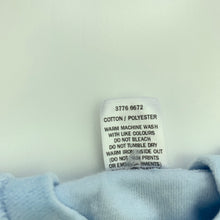 3776 6672
COTTON / POLYESTER
WARM MACHINE WASH
WITH LIKE COLOURS
DO NOT BLEACH
DO NOT TUMBLE DRY
WARM IRON INSIDE OUT
(DO NOT IRON PRINTS
OR